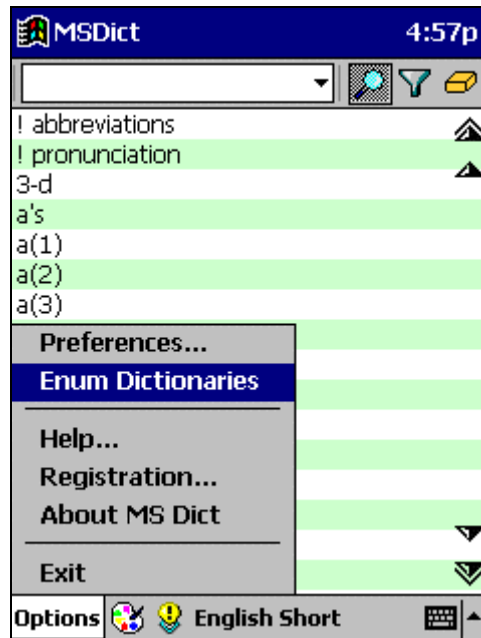 MSDict 4:57p
! abbreviations
! pronunciation
3-d
a's
a(1)
a(2)
a(3)
Preferences...
Enum Dictionaries
Help...
Registration...
About MS Dict
Exit
Options English Short